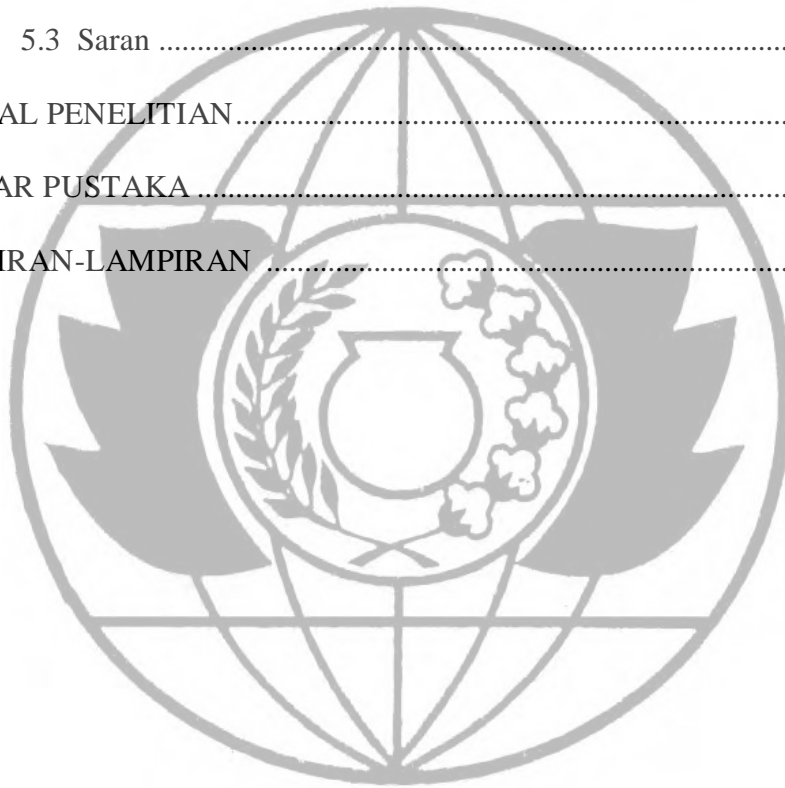 5.3 Saran ....................................................................................
AL PENELITIAN....................................................................................
AR PUSTAKA ....................................................................................
IRAN-LAMPIRAN ....................................................................................